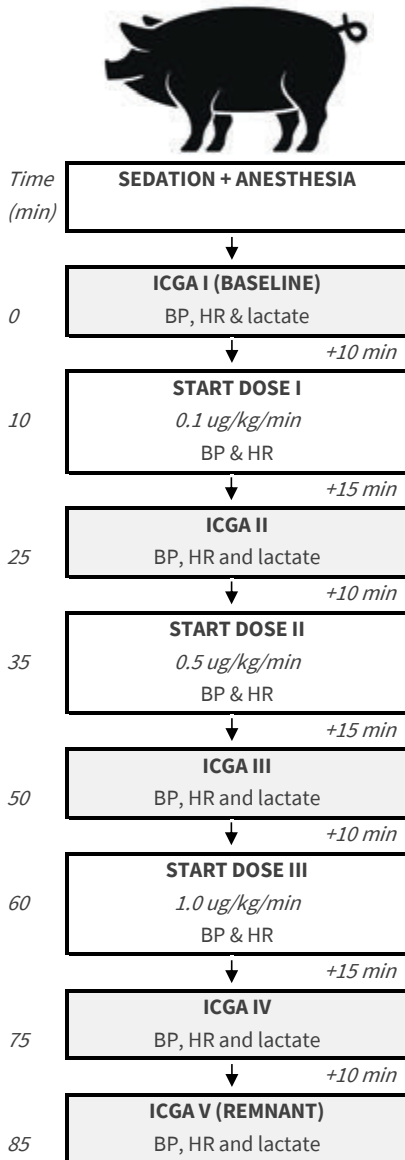 Time
(min)
SEDATION + ANESTHESIA
ICGA I (BASELINE)
0
BP, HR & lactate
+10 min
START DOSE I
10
0.1 ug/kg/min
BP & HR
+15 min
ICGA II
25
BP, HR and lactate
+10 min
START DOSE II
35
0.5 ug/kg/min
BP & HR
+15 min
ICGA III
50
BP, HR and lactate
+10 min
START DOSE III
60
1.0 ug/kg/min
BP & HR
+15 min
ICGA IV
75
BP, HR and lactate
+10 min
ICGA V (REMNANT)
85
BP, HR and lactate